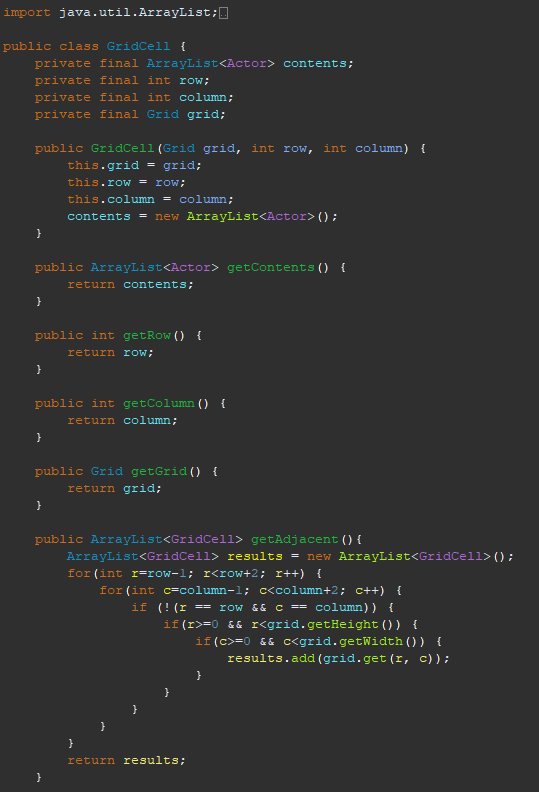 import java.util.ArrayList;
public class GridCell {
private final ArrayList<Actor> contents;
private final int row;
private final int column;
private final Grid grid;
public GridCell(Grid grid, int row, int column) {
this.grid = grid;
this.row = row;
this.column = column;
contents = new ArrayList<Actor>();
}
public ArrayList<Actor> getContents() {
return contents;
}
public int getRow() {
return row;
}
public int getColumn() {
return column;
}
public Grid getGrid() {
return grid;
}
public ArrayList<GridCell> getAdjacent(){
ArrayList<GridCell> results = new ArrayList<GridCell>();
for(int r=row-1; r<row+2; r++) {
for(int c=column-1; c<column+2; c++) {
if (!(r == row && c == column)) {
if(r>=0 && r<grid.getHeight()) {
if(c>=0 && c<grid.getWidth()) {
results.add(grid.get(r, c));
}
}
}
}
}
return results;
}